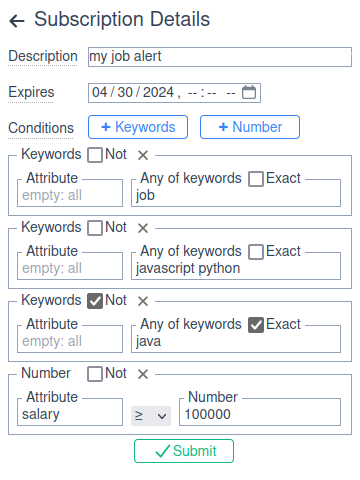 Subscription Details
Description my job alert
Expires 04/30/2024, --:-- --
Conditions + Keywords + Number
Keywords Not ×
Attribute Any of keywords Exact
empty: all job
Keywords Not ×
Attribute Any of keywords Exact
empty: all javascript python
Keywords Not ×
Attribute Any of keywords Exact
empty: all java
Number Not ×
Attribute Number
salary ≥ 100000
Submit